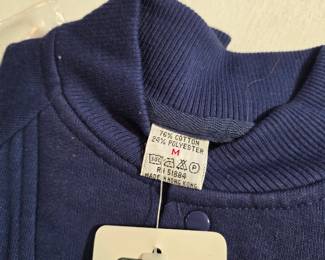 76% COTTON
24% POLYESTER
M
RN 51884
MADE IN HONG KONG